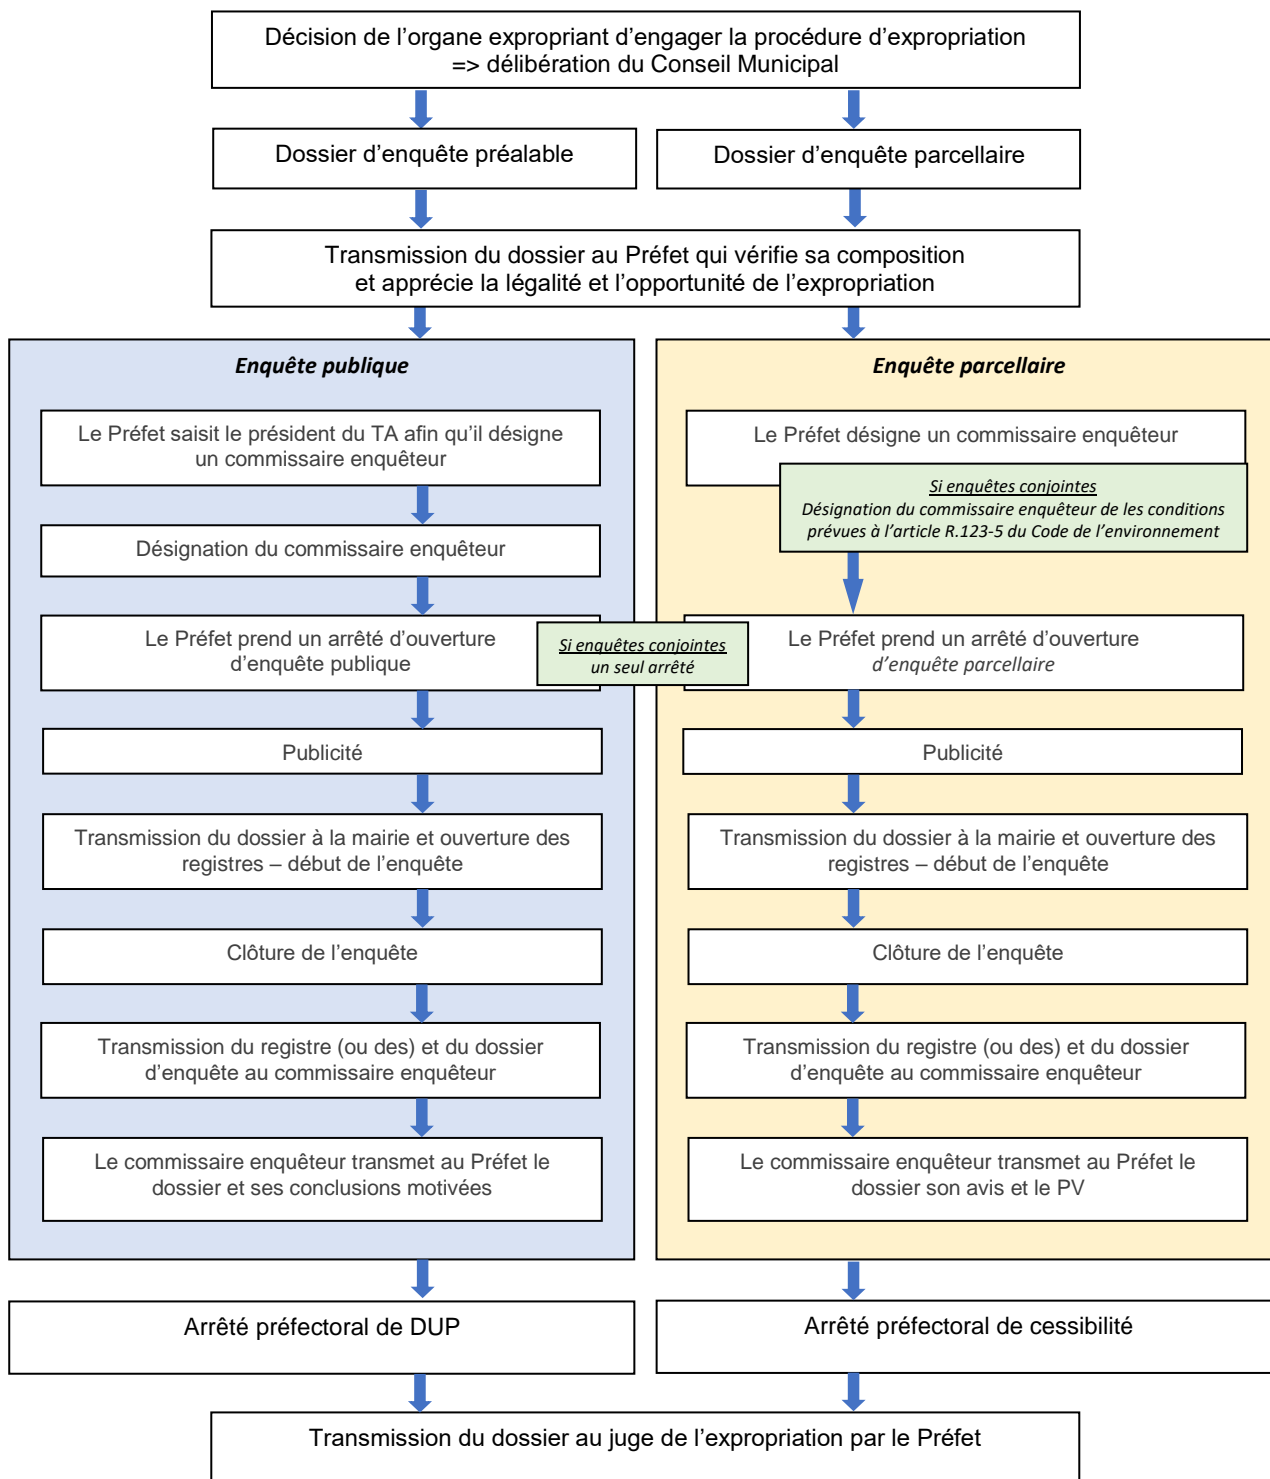 Décision de l’organe expropriant d’engager la procédure d’expropriation
=> délibération du Conseil Municipal
Dossier d’enquête préalable
Dossier d’enquête parcellaire
Transmission du dossier au Préfet qui vérifie sa composition
et apprécie la légalité et l’opportunité de l’expropriation
Enquête publique
Le Préfet saisit le président du TA afin qu’il désigne
un commissaire enquêteur
Désignation du commissaire enquêteur
Le Préfet prend un arrêté d’ouverture
d’enquête publique
Si enquêtes conjointes
un seul arrêté
Publicité
Transmission du dossier à la mairie et ouverture des
registres – début de l’enquête
Clôture de l’enquête
Transmission du registre (ou des) et du dossier
d’enquête au commissaire enquêteur
Le commissaire enquêteur transmet au Préfet le
dossier et ses conclusions motivées
Enquête parcellaire
Le Préfet désigne un commissaire enquêteur
Si enquêtes conjointes
Désignation du commissaire enquêteur de les conditions
prévues à l’article R.123-5 du Code de l’environnement
Le Préfet prend un arrêté d’ouverture
d’enquête parcellaire
Publicité
Transmission du dossier à la mairie et ouverture des
registres – début de l’enquête
Clôture de l’enquête
Transmission du registre (ou des) et du dossier
d’enquête au commissaire enquêteur
Le commissaire enquêteur transmet au Préfet le
dossier son avis et le PV
Arrêté préfectoral de DUP
Arrêté préfectoral de cessibilité
Transmission du dossier au juge de l’expropriation par le Préfet